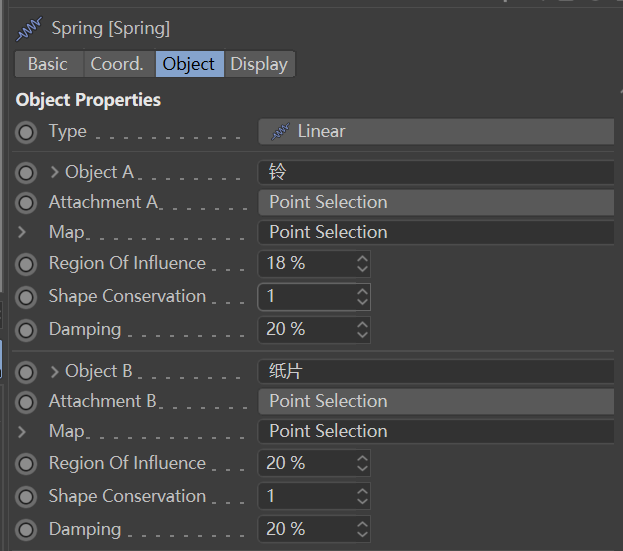 Spring [Spring]
Basic Coord. Object Display
Object Properties
Type Linear
Object A 铃
Attachment A Point Selection
Map Point Selection
Region Of Influence 18 %
Shape Conservation 1
Damping 20 %
Object B 纸片
Attachment B Point Selection
Map Point Selection
Region Of Influence 20 %
Shape Conservation 1
Damping 20 %